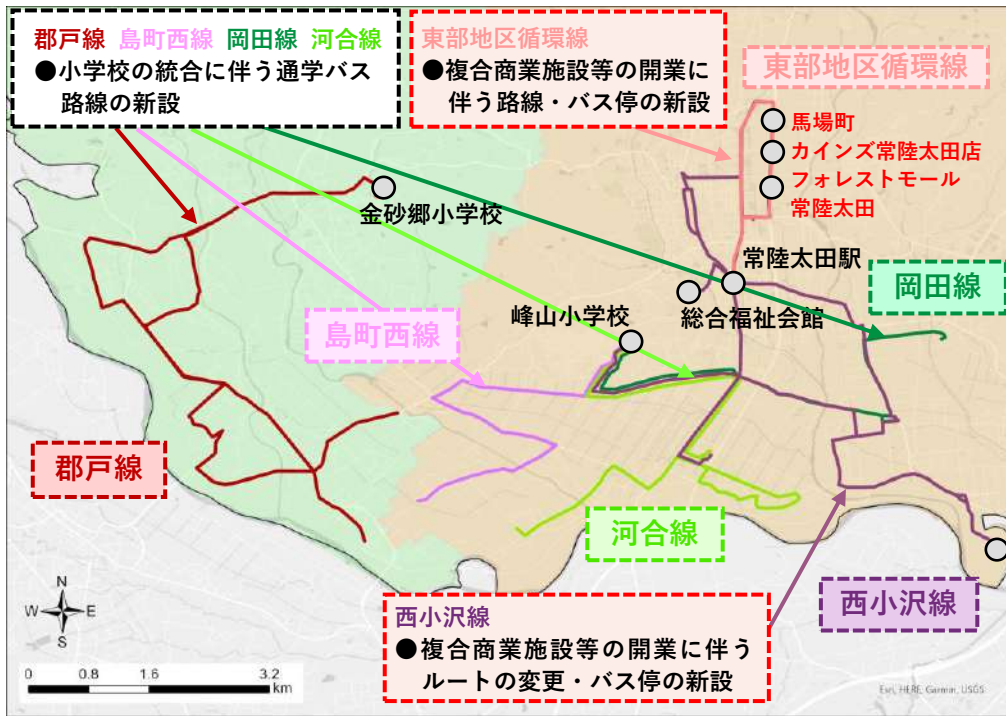 郡戸線 島町西線 岡田線 河合線
●小学校の統合に伴う通学バス
路線の新設
東部地区循環線
●複合商業施設等の開業に
伴う路線・バス停の新設
東部地区循環線
馬場町
カインズ常陸太田店
フォレストモール
常陸太田
金砂郷小学校
常陸太田駅
岡田線
総合福祉会館
峰山小学校
島町西線
郡戸線
河合線
西小沢線
西小沢線
●複合商業施設等の開業に伴う
ルートの変更・バス停の新設
N
W E
S
0 0.8 1.6 3.2
km
Esri, HERE, Garmin, USGS